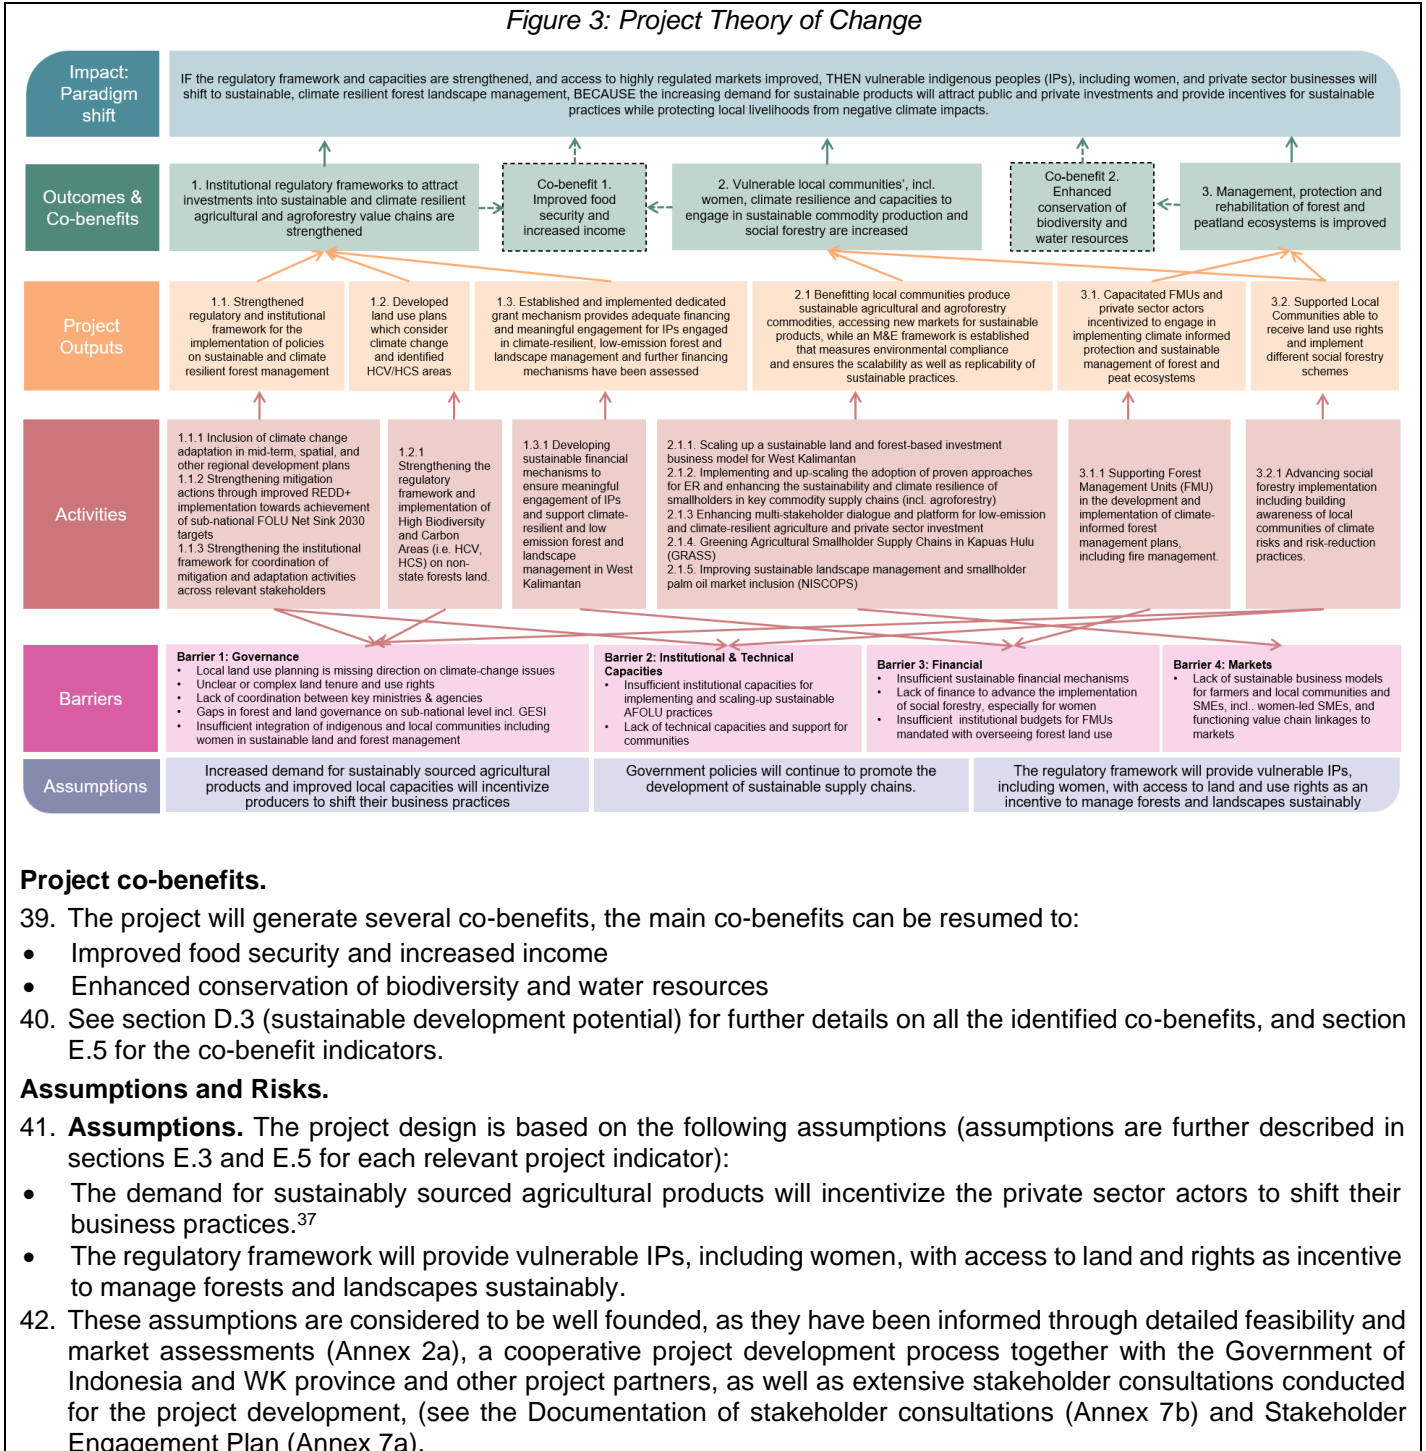 Figure 3: Project Theory of Change
Impact:
Paradigm
shift
IF the regulatory framework and capacities are strengthened, and access to highly regulated markets improved, THEN vulnerable indigenous peoples (IPs), including women, and private sector businesses will
shift to sustainable, climate resilient forest landscape management, BECAUSE the increasing demand for sustainable products will attract public and private investments and provide incentives for sustainable
practices while protecting local livelihoods from negative climate impacts.
Outcomes &
Co-benefits
1. Institutional regulatory frameworks to attract
investments into sustainable and climate resilient
agricultural and agroforestry value chains are
strengthened
Co-benefit 1.
Improved food
security and
increased income
2. Vulnerable local communities', incl.
women, climate resilience and capacities to
engage in sustainable commodity production and
social forestry are increased
Co-benefit 2.
Enhanced
conservation of
biodiversity and
water resources
3. Management, protection and
rehabilitation of forest and
peatland ecosystems is improved
Project
Outputs
1.1. Strengthened
regulatory and institutional
framework for the
implementation of policies
on sustainable and climate
resilient forest management
1.2. Developed
land use plans
which consider
climate change
and identified
HCV/HCS areas
1.3. Established and implemented dedicated
grant mechanism provides adequate financing
and meaningful engagement for IPs engaged
in climate-resilient, low-emission forest and
landscape management and further financing
mechanisms have been assessed
2.1 Benefitting local communities produce
sustainable agricultural and agroforestry
commodities, accessing new markets for sustainable
products, while an M&E framework is established
that measures environmental compliance
and ensures the scalability as well as replicability of
sustainable practices.
3.1. Capacitated FMUs and
private sector actors
incentivized to engage in
implementing climate informed
protection and sustainable
management of forest and
peat ecosystems
3.2. Supported Local
Communities able to
receive land use rights
and implement
different social forestry
schemes
Activities
1.1.1 Inclusion of climate change
adaptation in mid-term, spatial, and
other regional development plans
1.1.2 Strengthening mitigation
actions through improved REDD+
implementation towards achievement
of sub-national FOLU Net Sink 2030
targets
1.1.3 Strengthening the institutional
framework for coordination of
mitigation and adaptation activities
across relevant stakeholders
1.2.1
Strengthening the
regulatory
framework and
implementation of
High Biodiversity
and Carbon
Areas (i.e. HCV,
HCS) on non-
state forests land.
1.3.1 Developing
sustainable financial
mechanisms to
ensure meaningful
engagement of IPs
and support climate-
resilient and low
emission forest and
landscape
management in West
Kalimantan
2.1.1. Scaling up a sustainable land and forest-based investment
business model for West Kalimantan
2.1.2. Implementing and up-scaling the adoption of proven approaches
for ER and enhancing the sustainability and climate resilience of
smallholders in key commodity supply chains (incl. agroforestry)
2.1.3 Enhancing multi-stakeholder dialogue and platform for low-emission
and climate-resilient agriculture and private sector investment
2.1.4. Greening Agricultural Smallholder Supply Chains in Kapuas Hulu
(GRASS)
2.1.5. Improving sustainable landscape management and smallholder
palm oil market inclusion (NISCOPS)
3.1.1 Supporting Forest
Management Units (FMU)
in the development and
implementation of climate-
informed forest
management plans,
including fire management.
3.2.1 Advancing social
forestry implementation
including building
awareness of local
communities of climate
risks and risk-reduction
practices.
Barriers
Barrier 1: Governance
• Local land use planning is missing direction on climate-change issues
• Unclear or complex land tenure and use rights
• Lack of coordination between key ministries & agencies
• Gaps in forest and land governance on sub-national level incl. GESI
• Insufficient integration of indigenous and local communities including
women in sustainable land and forest management
Barrier 2: Institutional & Technical
Capacities
• Insufficient institutional capacities for
implementing and scaling-up sustainable
AFOLU practices
• Lack of technical capacities and support for
communities
Barrier 3: Financial
• Insufficient sustainable financial mechanisms
• Lack of finance to advance the implementation
of social forestry, especially for women
• Insufficient institutional budgets for FMUs
mandated with overseeing forest land use
Barrier 4: Markets
• Lack of sustainable business models
for farmers and local communities and
SMEs, incl.. women-led SMEs, and
functioning value chain linkages to
markets
Assumptions
Increased demand for sustainably sourced agricultural
products and improved local capacities will incentivize
producers to shift their business practices
Government policies will continue to promote the
development of sustainable supply chains.
The regulatory framework will provide vulnerable IPs,
including women, with access to land and use rights as an
incentive to manage forests and landscapes sustainably
Project co-benefits.
39. The project will generate several co-benefits, the main co-benefits can be resumed to:
• Improved food security and increased income
• Enhanced conservation of biodiversity and water resources
40. See section D.3 (sustainable development potential) for further details on all the identified co-benefits, and section
E.5 for the co-benefit indicators.
Assumptions and Risks.
41. Assumptions. The project design is based on the following assumptions (assumptions are further described in
sections E.3 and E.5 for each relevant project indicator):
• The demand for sustainably sourced agricultural products will incentivize the private sector actors to shift their
business practices.37
• The regulatory framework will provide vulnerable IPs, including women, with access to land and rights as incentive
to manage forests and landscapes sustainably.
42. These assumptions are considered to be well founded, as they have been informed through detailed feasibility and
market assessments (Annex 2a), a cooperative project development process together with the Government of
Indonesia and WK province and other project partners, as well as extensive stakeholder consultations conducted
for the project development, (see the Documentation of stakeholder consultations (Annex 7b) and Stakeholder
Engagement Plan (Annex 7a).